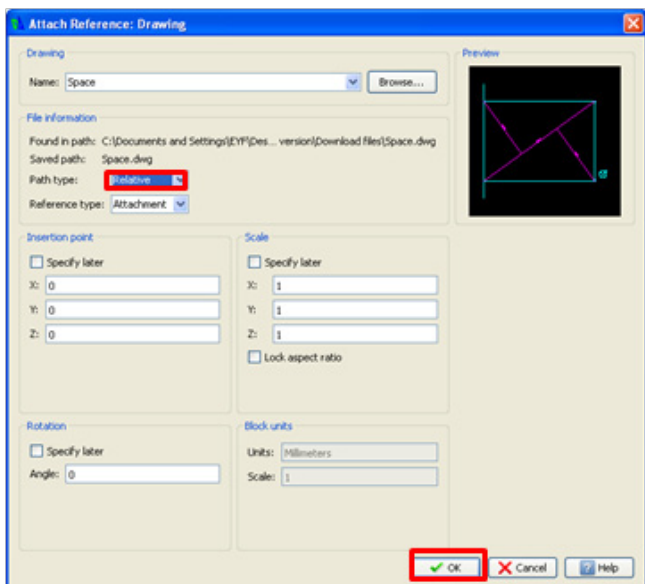 Attach Reference: Drawing
Drawing
Name: Space
Browse...
Preview
File information
Found in path: C:\Documents and Settings\EYF\Des... version\Download files\Space.dwg
Saved path: Space.dwg
Path type: Relative
Reference type: Attachment
Insertion point
Specify later
X: 0
Y: 0
Z: 0
Scale
Specify later
X: 1
Y: 1
Z: 1
Lock aspect ratio
Rotation
Specify later
Angle: 0
Block units
Units: Millimeters
Scale: 1
OK
Cancel
Help